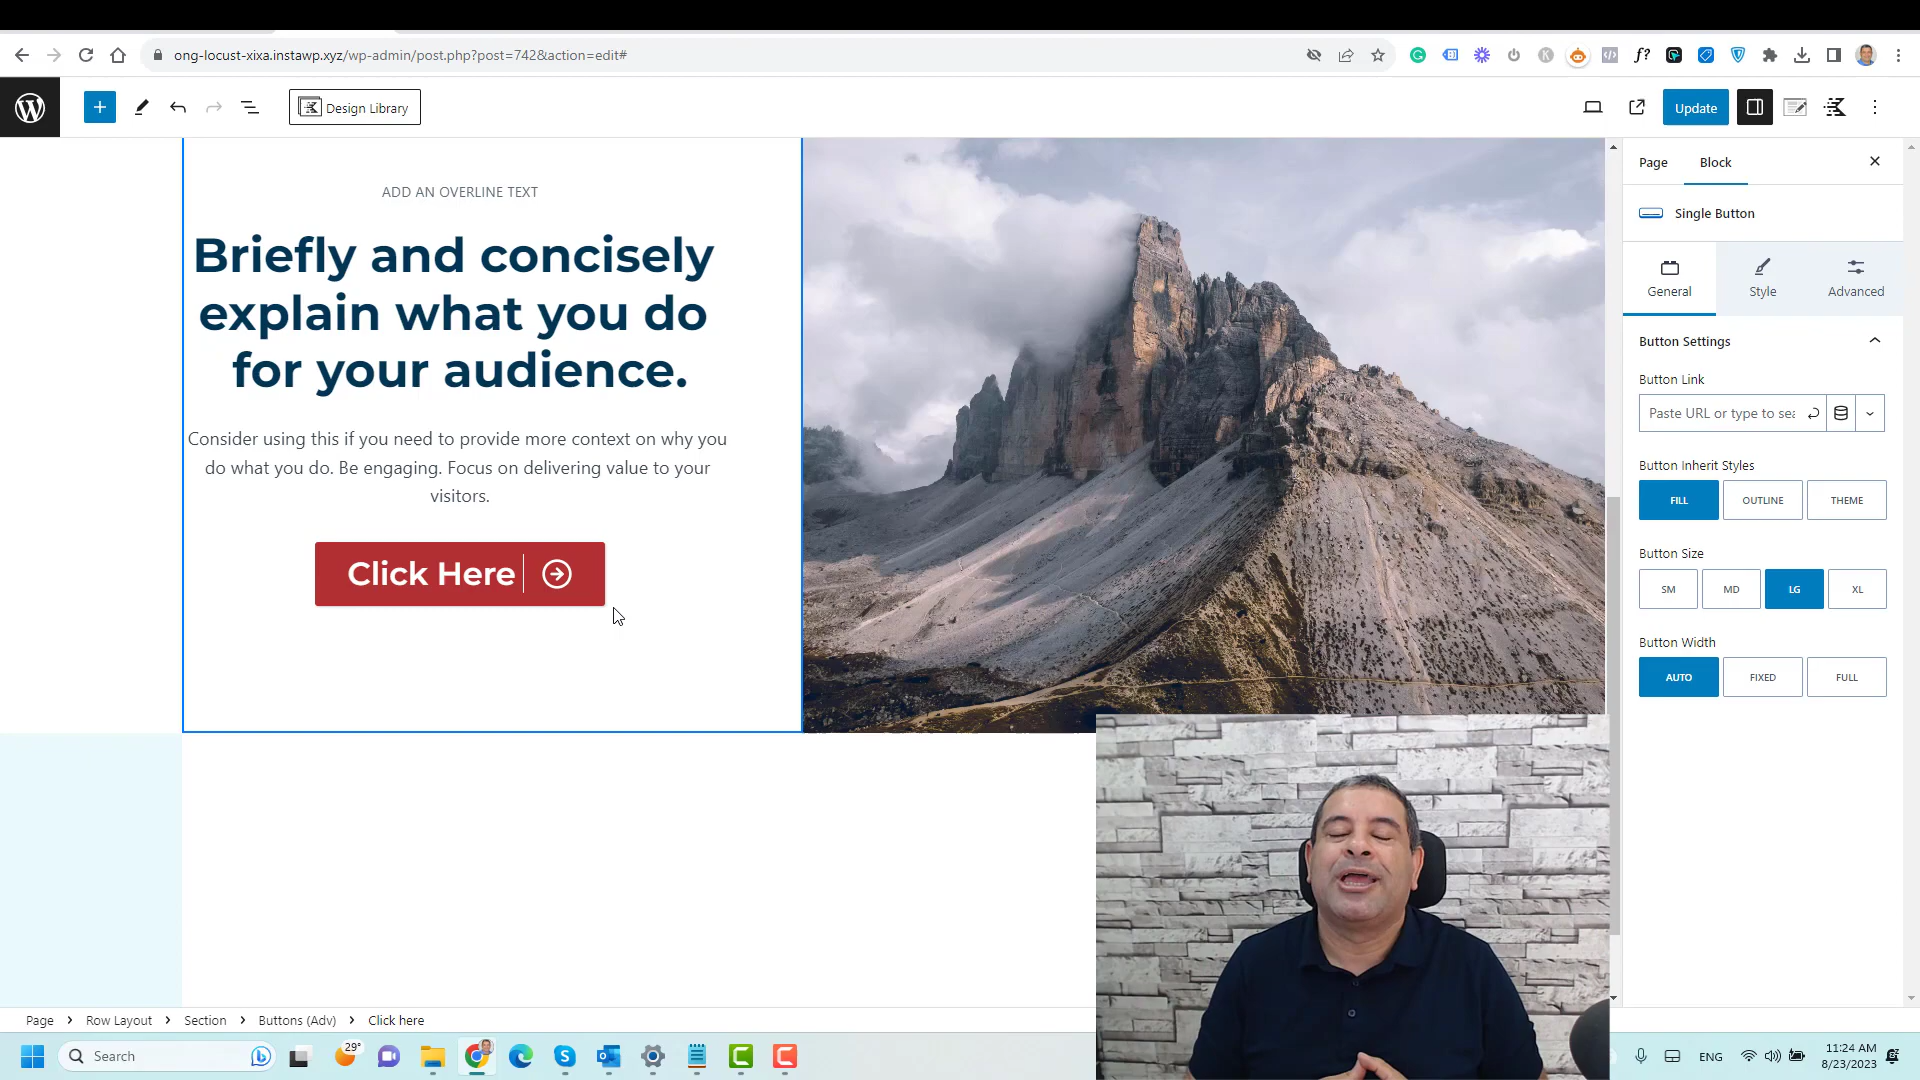 ong-locust-xixa.instawp.xyz/wp-admin/post.php?post=742&action=edit#
f?
K
Design Library
Update
ADD AN OVERLINE TEXT
Briefly and concisely
explain what you do
for your audience.
Consider using this if you need to provide more context on why you
do what you do. Be engaging. Focus on delivering value to your
visitors.
Click Here
Page
Block
Single Button
General
Style
Advanced
Button Settings
Button Link
Paste URL or type to sea
Button Inherit Styles
FILL
OUTLINE
THEME
Button Size
SM
MD
LG
XL
Button Width
AUTO
FIXED
FULL
Page > Row Layout > Section > Buttons (Adv) > Click here
Search
29°
ENG
11:24 AM
8/23/2023